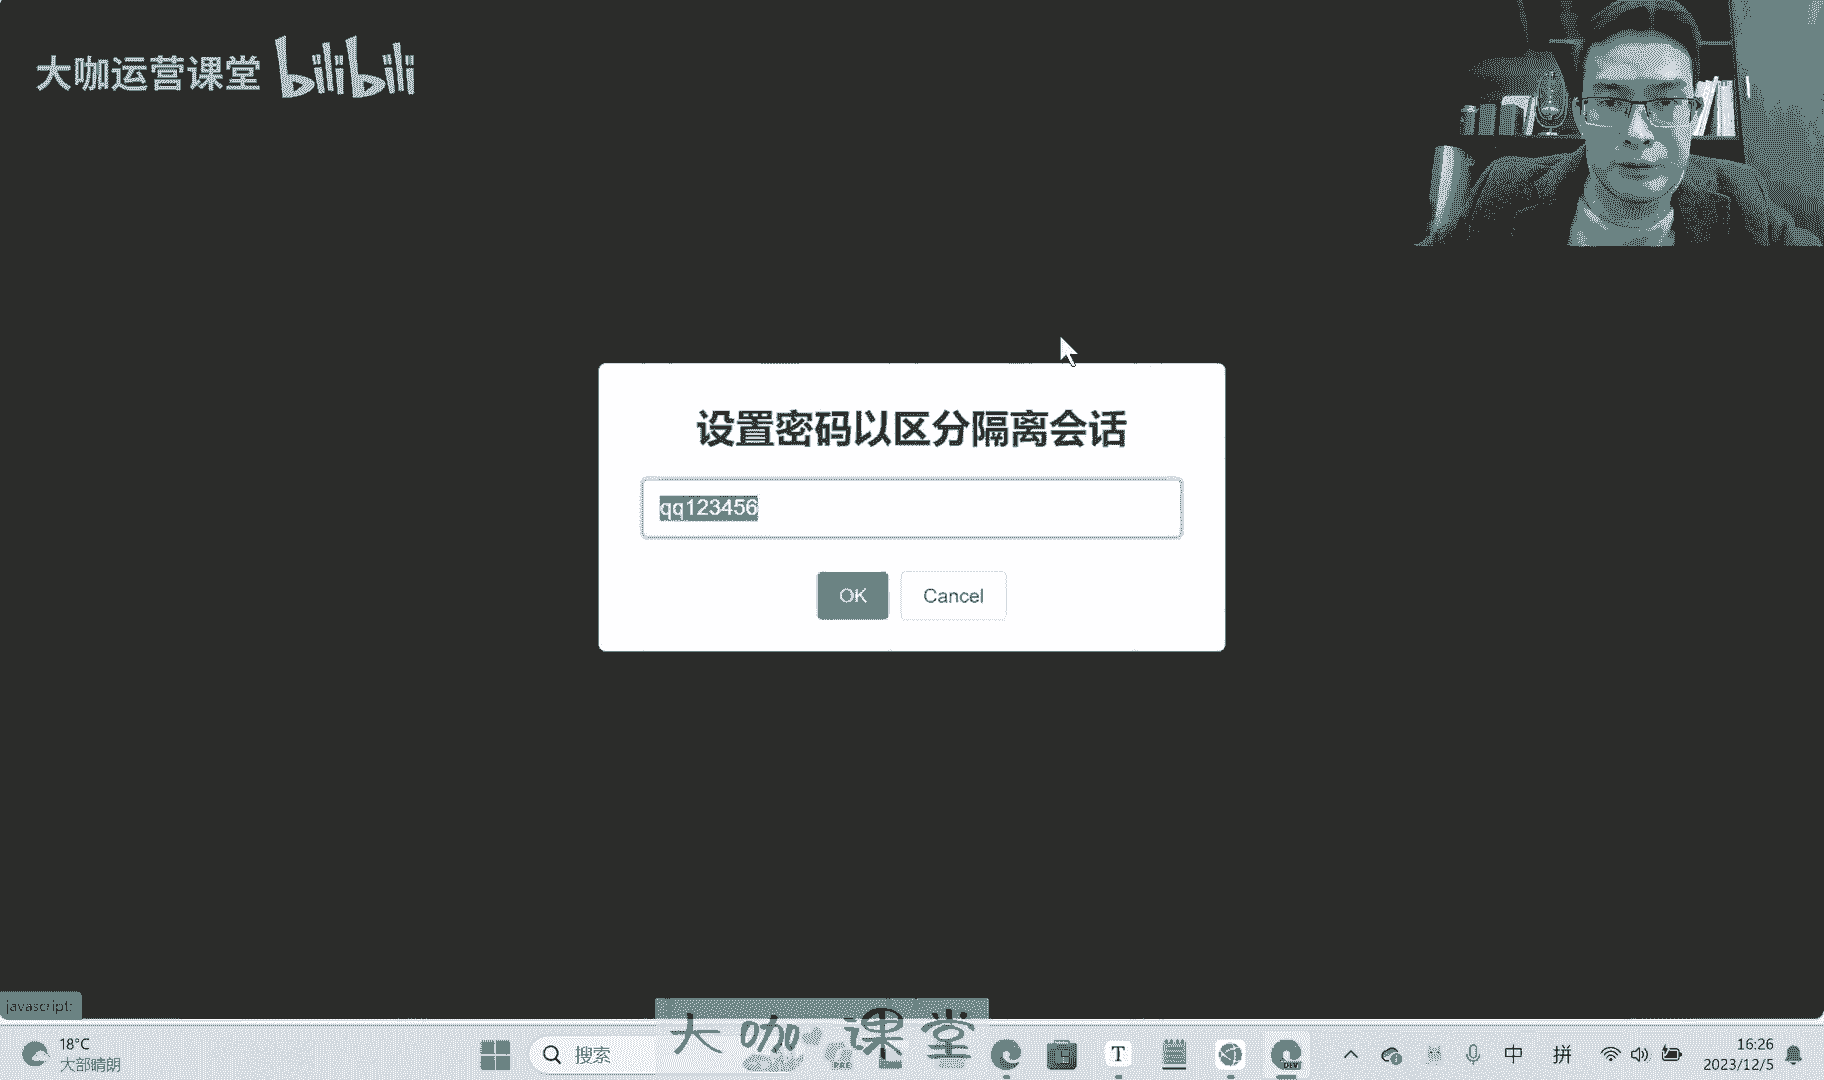 大咖运营课堂 bilibili
设置密码以区分隔离会话
qq123456
OK Cancel
javascript:
18°C
大部晴朗
搜索
大咖课堂
PRE
T
DEV
中 拼
16:26
2023/12/5